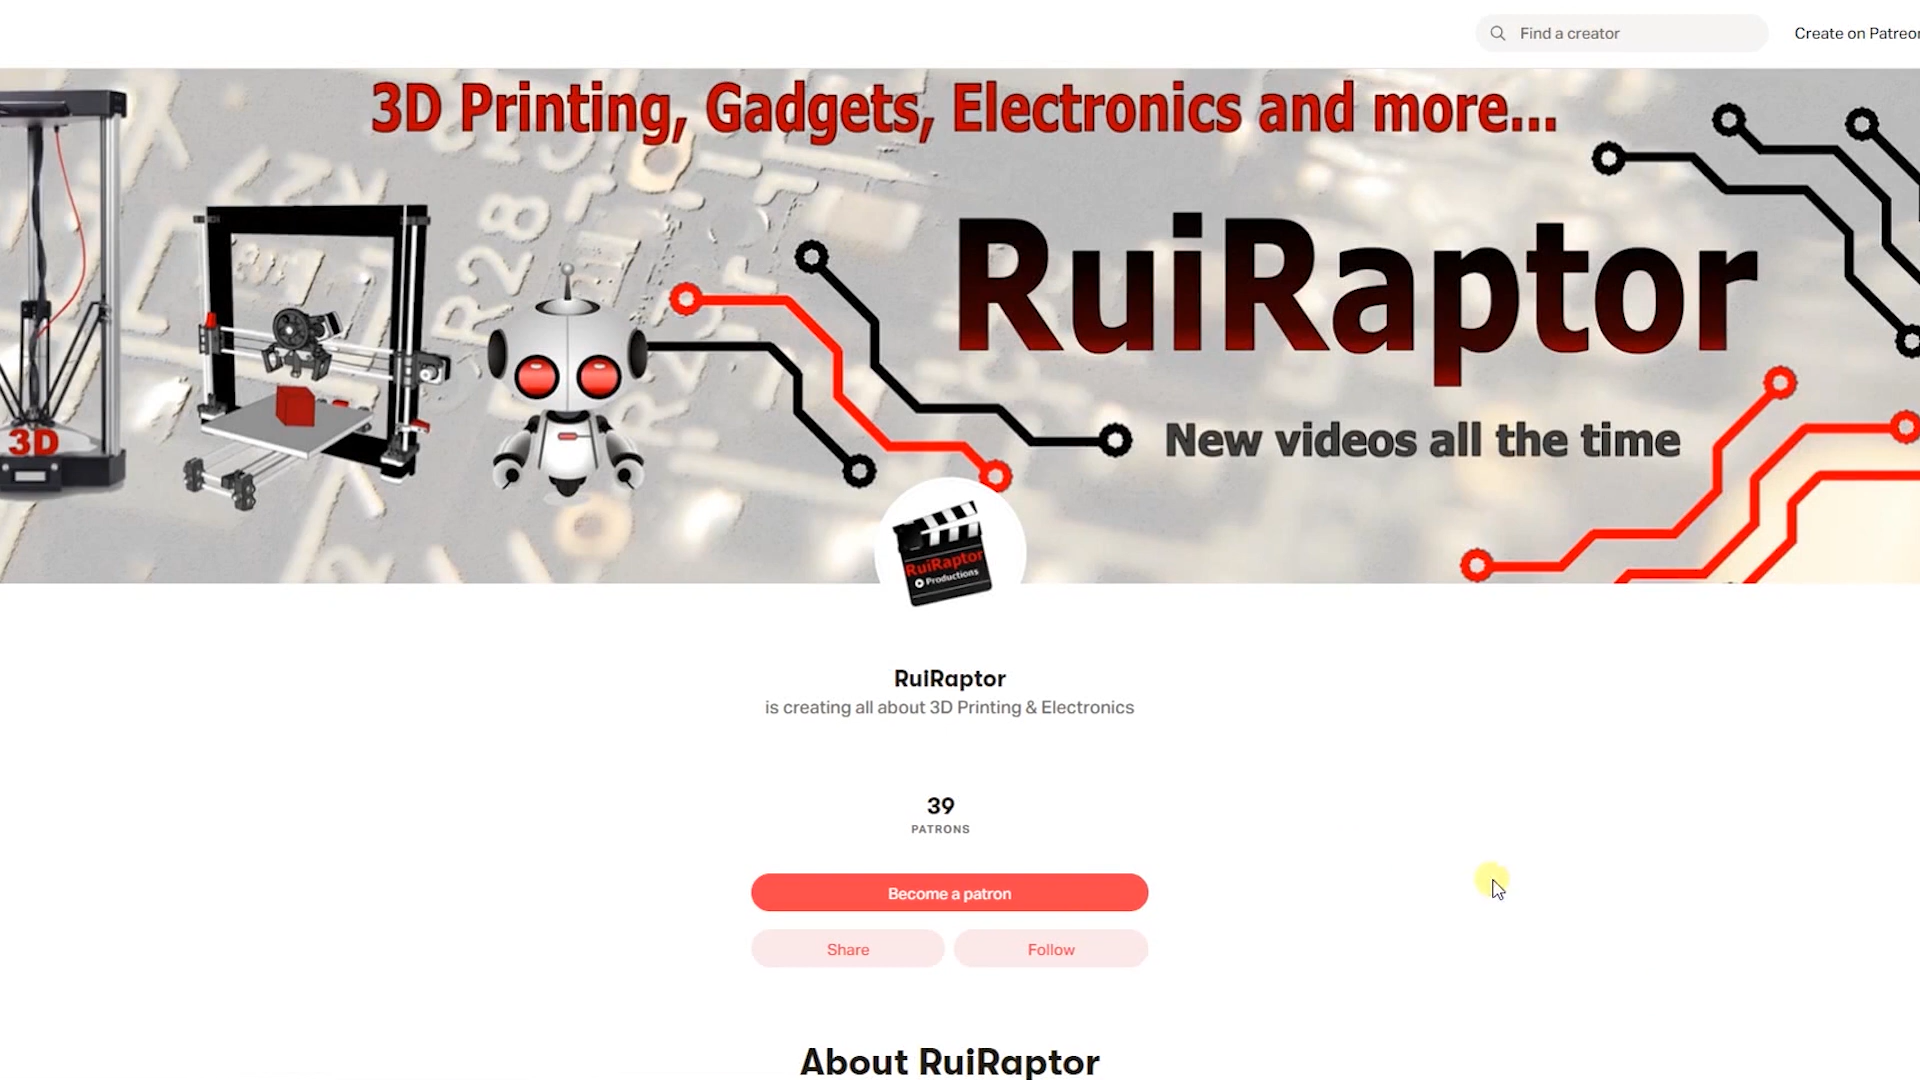 Find a creator
Create on Patreon
3D Printing, Gadgets, Electronics and more...
RuiRaptor
New videos all the time
R28
3D
RuiRaptor
Productions
RuiRaptor
is creating all about 3D Printing & Electronics
39
PATRONS
Become a patron
Share
Follow
About RuiRaptor